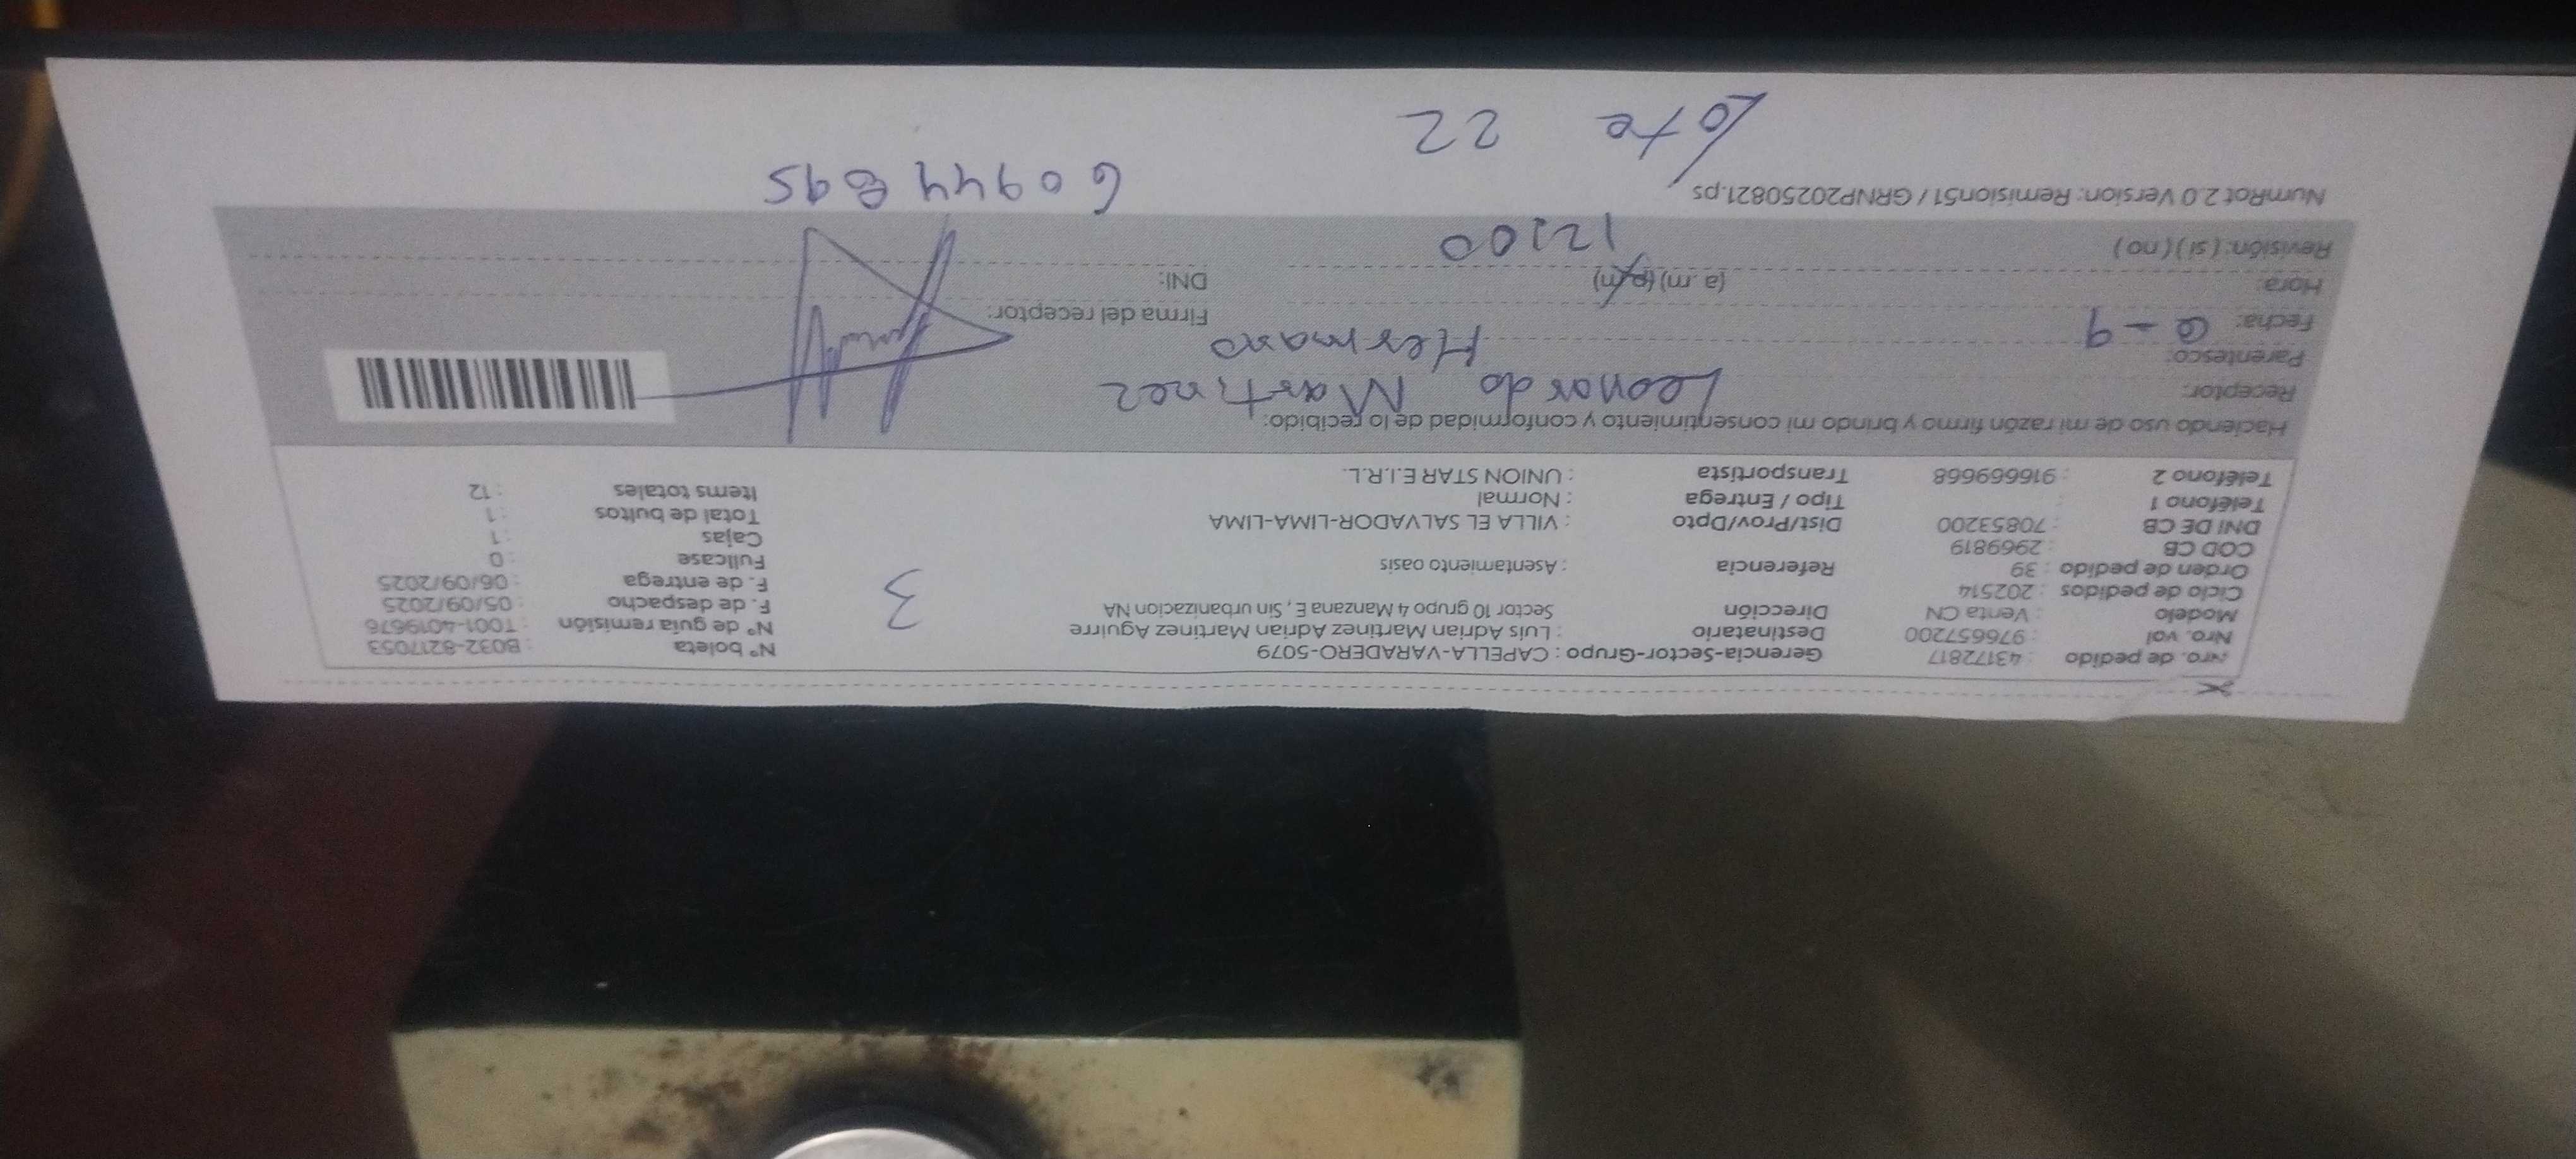 Nro. de pedido : 43172817
Nro. val : 976657200
Modelo : Venta CN
Ciclo de pedidos : 202514
Orden de pedido : 39
COD CB : 2969819
DNI DE CB : 70853200
Teléfono 1 :
Teléfono 2 : 916669668
Gerencia-Sector-Grupo : CAPELLA-VARADERO-5079
Destinatario : Luis Adrian Martinez Adrian Martinez Aguirre
Dirección Sector 10 grupo 4 Manzana E , Sin urbanizacion NA
Referencia : Asentamiento oasis
Dist/Prov/Dpto : VILLA EL SALVADOR-LIMA-LIMA
Tipo / Entrega : Normal
Transportista : UNION STAR E.I.R.L.
3
N° boleta : B032-8217053
N° de guía remisión : T001-4019676
F. de despacho : 05/09/2025
F. de entrega : 06/09/2025
Fullcase : 0
Cajas : 1
Total de bultos : 1
Items totales : 12
Haciendo uso de mi razón firmo y brindo mi consentimiento y conformidad de lo recibido:
Receptor: Leonardo Martinez
Parentesco: Hermano
Fecha: - 9
Hora: (a. m) (p. m) 12:00
Revisión: ( si ) ( no )
Firma del receptor:
DNI: 60944895
NumRot 2.0 Version: Remision51 / GRNP20250821.ps
Lote 22